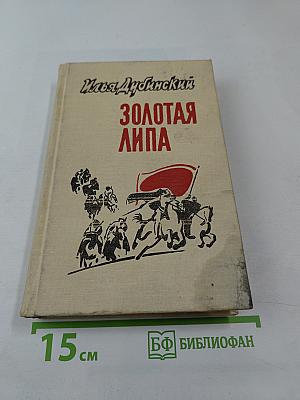 Илья Дубинский
ЗОЛОТАЯ
ЛИПА
15 см
БФ БИБЛИОФАН